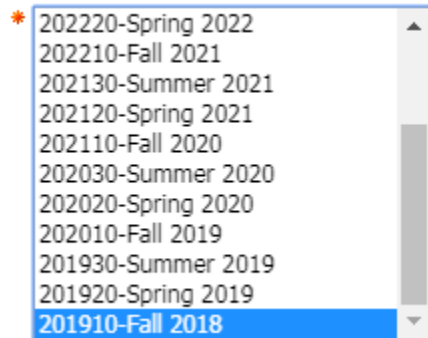 * 202220-Spring 2022
202210-Fall 2021
202130-Summer 2021
202120-Spring 2021
202110-Fall 2020
202030-Summer 2020
202020-Spring 2020
202010-Fall 2019
201930-Summer 2019
201920-Spring 2019
201910-Fall 2018